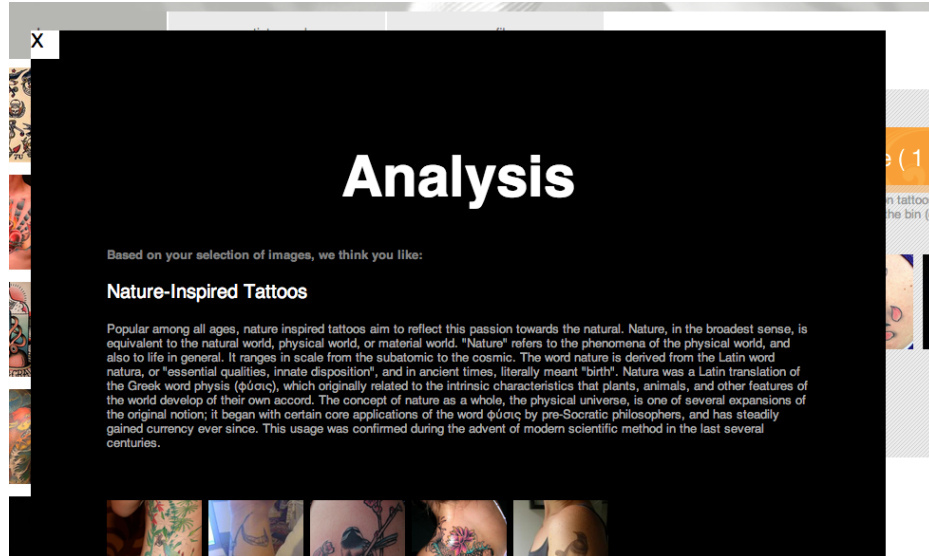 X
e ( 1
n tattoo
the bin (
Analysis
Based on your selection of images, we think you like:
Nature-Inspired Tattoos
Popular among all ages, nature inspired tattoos aim to reflect this passion towards the natural. Nature, in the broadest sense, is
equivalent to the natural world, physical world, or material world. "Nature" refers to the phenomena of the physical world, and
also to life in general. It ranges in scale from the subatomic to the cosmic. The word nature is derived from the Latin word
natura, or "essential qualities, innate disposition", and in ancient times, literally meant "birth". Natura was a Latin translation of
the Greek word physis (φύσις), which originally related to the intrinsic characteristics that plants, animals, and other features of
the world develop of their own accord. The concept of nature as a whole, the physical universe, is one of several expansions of
the original notion; it began with certain core applications of the word φύσις by pre-Socratic philosophers, and has steadily
gained currency ever since. This usage was confirmed during the advent of modern scientific method in the last several
centuries.